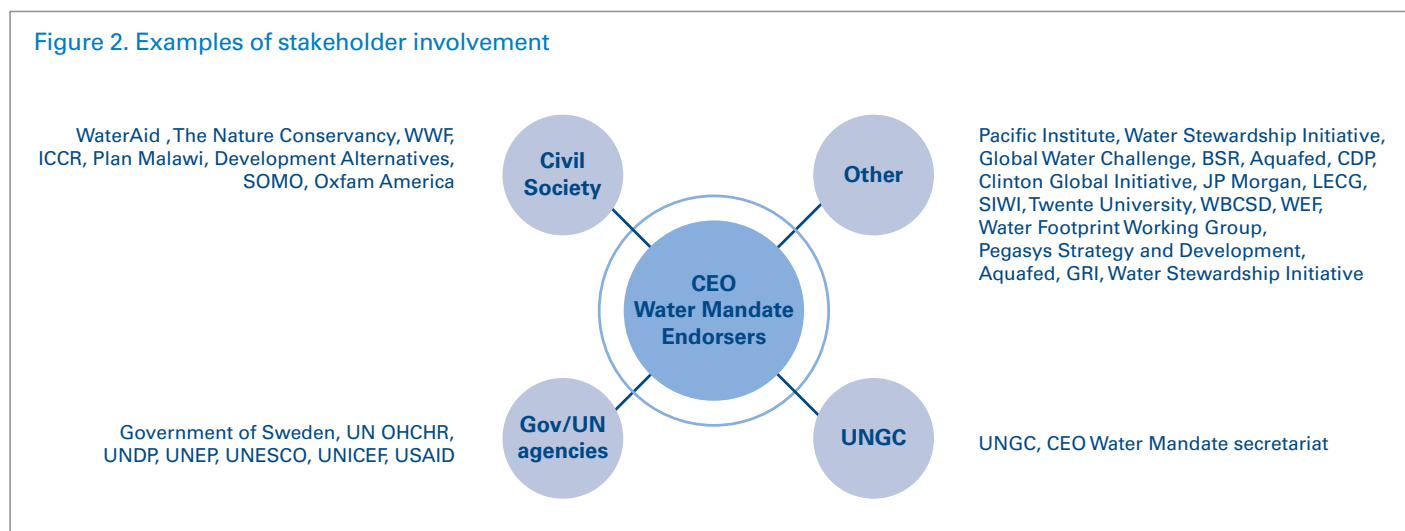 Figure 2. Examples of stakeholder involvement
WaterAid , The Nature Conservancy, WWF,
ICCR, Plan Malawi, Development Alternatives,
SOMO, Oxfam America
Civil
Society
Other
Pacific Institute, Water Stewardship Initiative,
Global Water Challenge, BSR, Aquafed, CDP,
Clinton Global Initiative, JP Morgan, LECG,
SIWI, Twente University, WBCSD, WEF,
Water Footprint Working Group,
Pegasys Strategy and Development,
Aquafed, GRI, Water Stewardship Initiative
CEO
Water Mandate
Endorsers
Government of Sweden, UN OHCHR,
UNDP, UNEP, UNESCO, UNICEF, USAID
Gov/UN
agencies
UNGC
UNGC, CEO Water Mandate secretariat